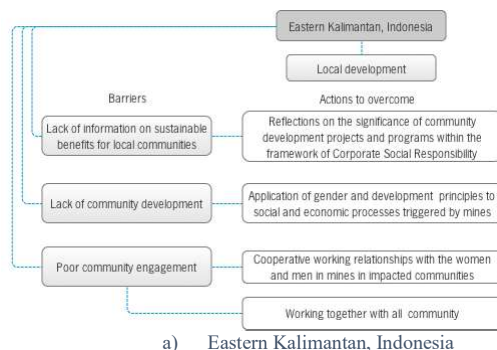 Eastern Kalimantan, Indonesia
Local development
Barriers
Actions to overcome
Lack of information on sustainable
benefits for local communities
Reflections on the significance of community
development projects and programs within the
framework of Corporate Social Responsibility
Lack of community development
Application of gender and development principles to
social and economic processes triggered by mines
Poor community engagement
Cooperative working relationships with the women
and men in mines in impacted communities
Working together with all community
a) Eastern Kalimantan, Indonesia